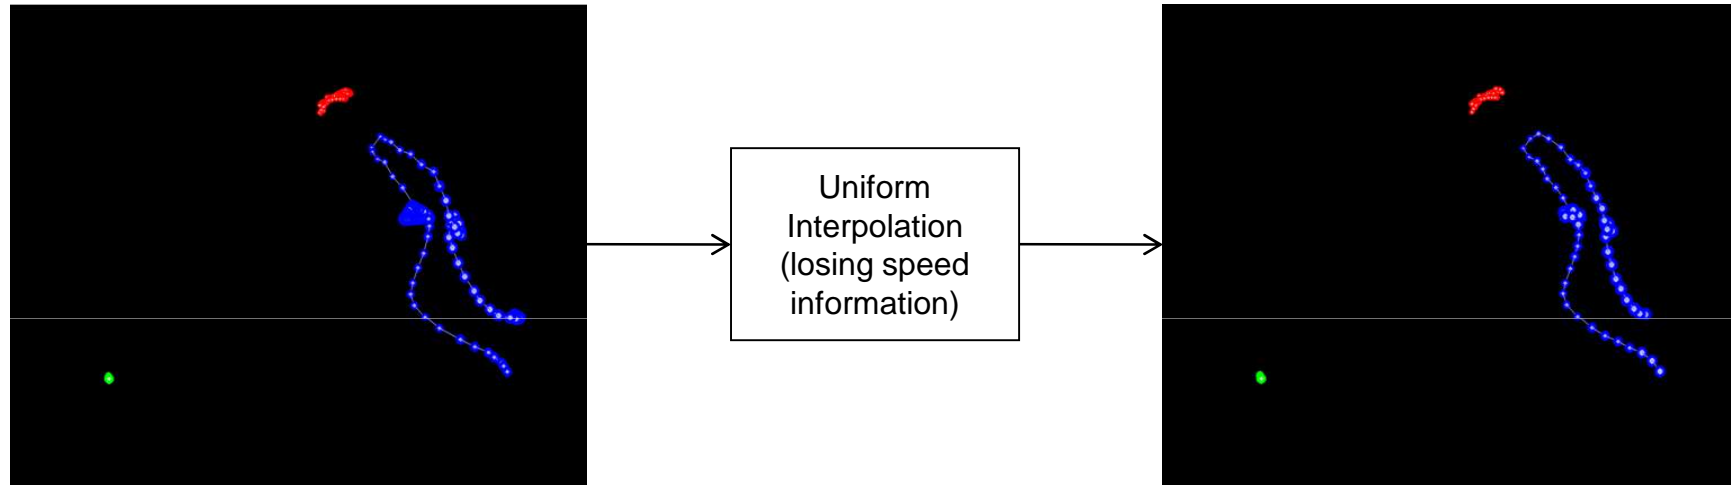 Uniform
Interpolation
(losing speed
information)